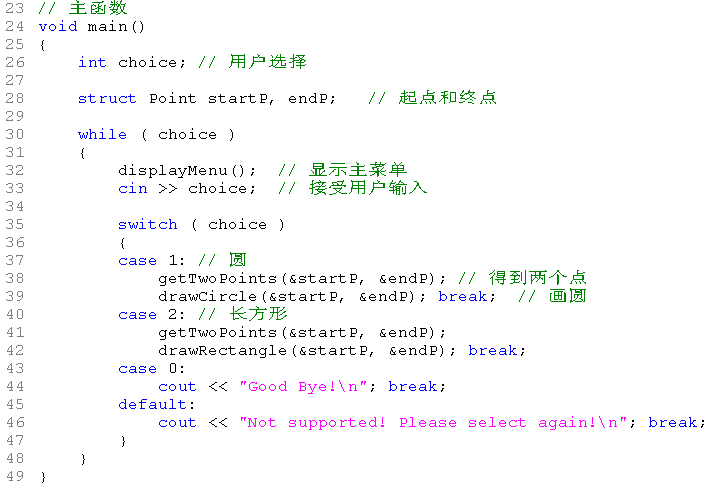 23 // 主函数
24 void main()
25 {
26     int choice; // 用户选择
27
28     struct Point startP, endP;   // 起点和终点
29
30     while ( choice )
31     {
32         displayMenu();  // 显示主菜单
33         cin >> choice;  // 接受用户输入
34
35         switch ( choice )
36         {
37         case 1: // 圆
38             getTwoPoints(&startP, &endP); // 得到两个点
39             drawCircle(&startP, &endP); break;  // 画圆
40         case 2: // 长方形
41             getTwoPoints(&startP, &endP);
42             drawRectangle(&startP, &endP); break;
43         case 0:
44             cout << "Good Bye!\n"; break;
45         default:
46             cout << "Not supported! Please select again!\n"; break;
47         }
48     }
49 }